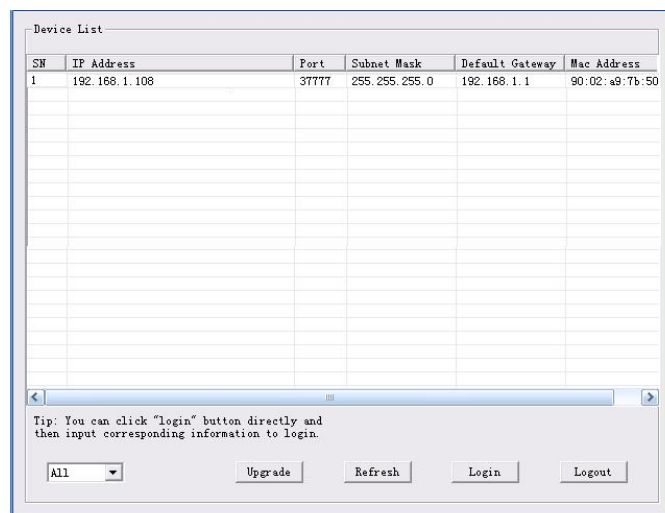 Device List
SN IP Address Port Subnet Mask Default Gateway Mac Address
1 192.168.1.108 37777 255.255.255.0 192.168.1.1 90:02:a9:7b:50
Tip: You can click "login" button directly and
then input corresponding information to login.
All Upgrade Refresh Login Logout